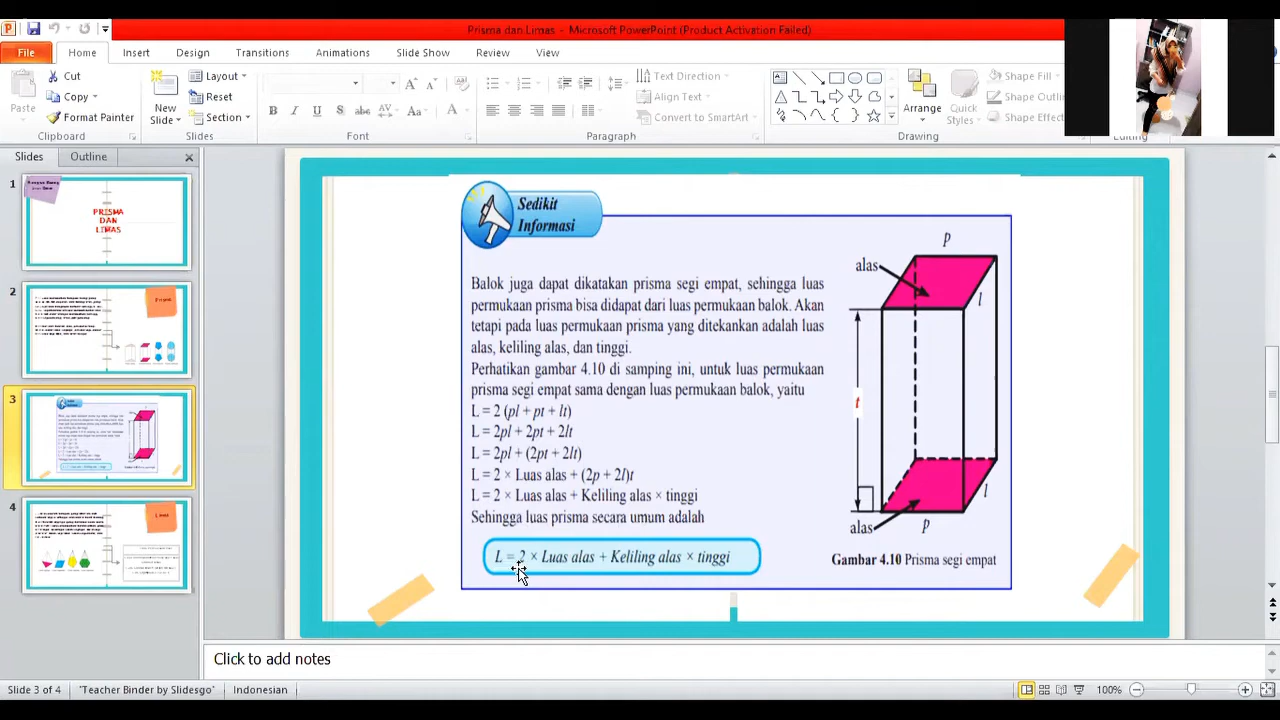 Prisma dan Limas - Microsoft PowerPoint (Product Activation Failed)
File Home Insert Design Transitions Animations Slide Show Review View
Cut
Copy
Format Painter
Paste
Clipboard
New
Slide
Layout
Reset
Section
Slides
Font
Text Direction
Align Text
Convert to SmartArt
Paragraph
Arrange
Quick
Styles
Shape Fill
Shape Outli
Shape Effect
Drawing
Editing
Slides Outline
1
PRISMA
DAN
LIMAS
2
3
4
Sedikit
Informasi
Balok juga dapat dikatakan prisma segi empat, sehingga luas
permukaan prisma bisa didapat dari luas permukaan balok. Akan
tetapi pada luas permukaan prisma yang ditekankan adalah luas
alas, keliling alas, dan tinggi.
Perhatikan gambar 4.10 di samping ini, untuk luas permukaan
prisma segi empat sama dengan luas permukaan balok, yaitu
L = 2 (pl + pt + lt)
L = 2pl + 2pt + 2lt
L = 2pl + (2pt + 2lt)
L = 2 × Luas alas + (2p + 2l)t
L = 2 × Luas alas + Keliling alas × tinggi
Sehingga luas prisma secara umum adalah
L = 2 × Luas alas + Keliling alas × tinggi
p
alas
l
t
l
alas
p
Gambar 4.10 Prisma segi empat
Click to add notes
Slide 3 of 4 "Teacher Binder by Slidesgo" Indonesian 100%